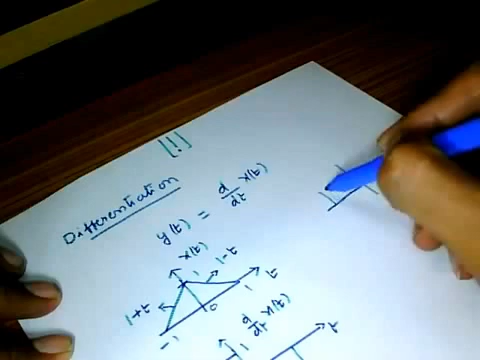 |i|
Differentiation
y(t) = d/dt x(t)
x(t)
1 1-t t
1+t
-1 0 1
d/dt x(t) t
1